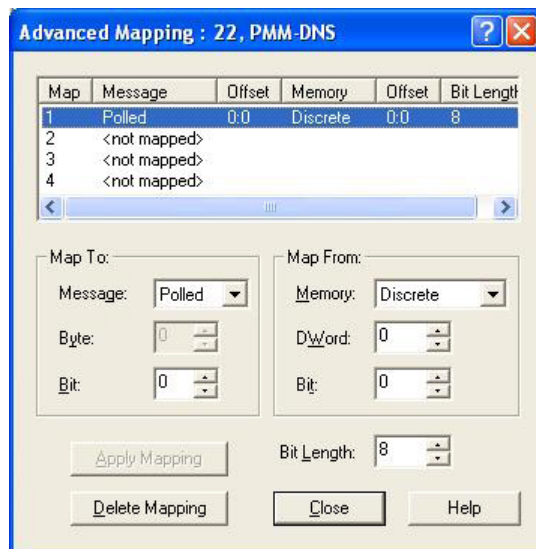 Advanced Mapping : 22, PMM-DNS
Map Message Offset Memory Offset Bit Length
1 Polled 0:0 Discrete 0:0 8
2 <not mapped>
3 <not mapped>
4 <not mapped>
Map To:
Message: Polled
Byte: 0
Bit: 0
Map From:
Memory: Discrete
DWord: 0
Bit: 0
Apply Mapping
Bit Length: 8
Delete Mapping
Close
Help